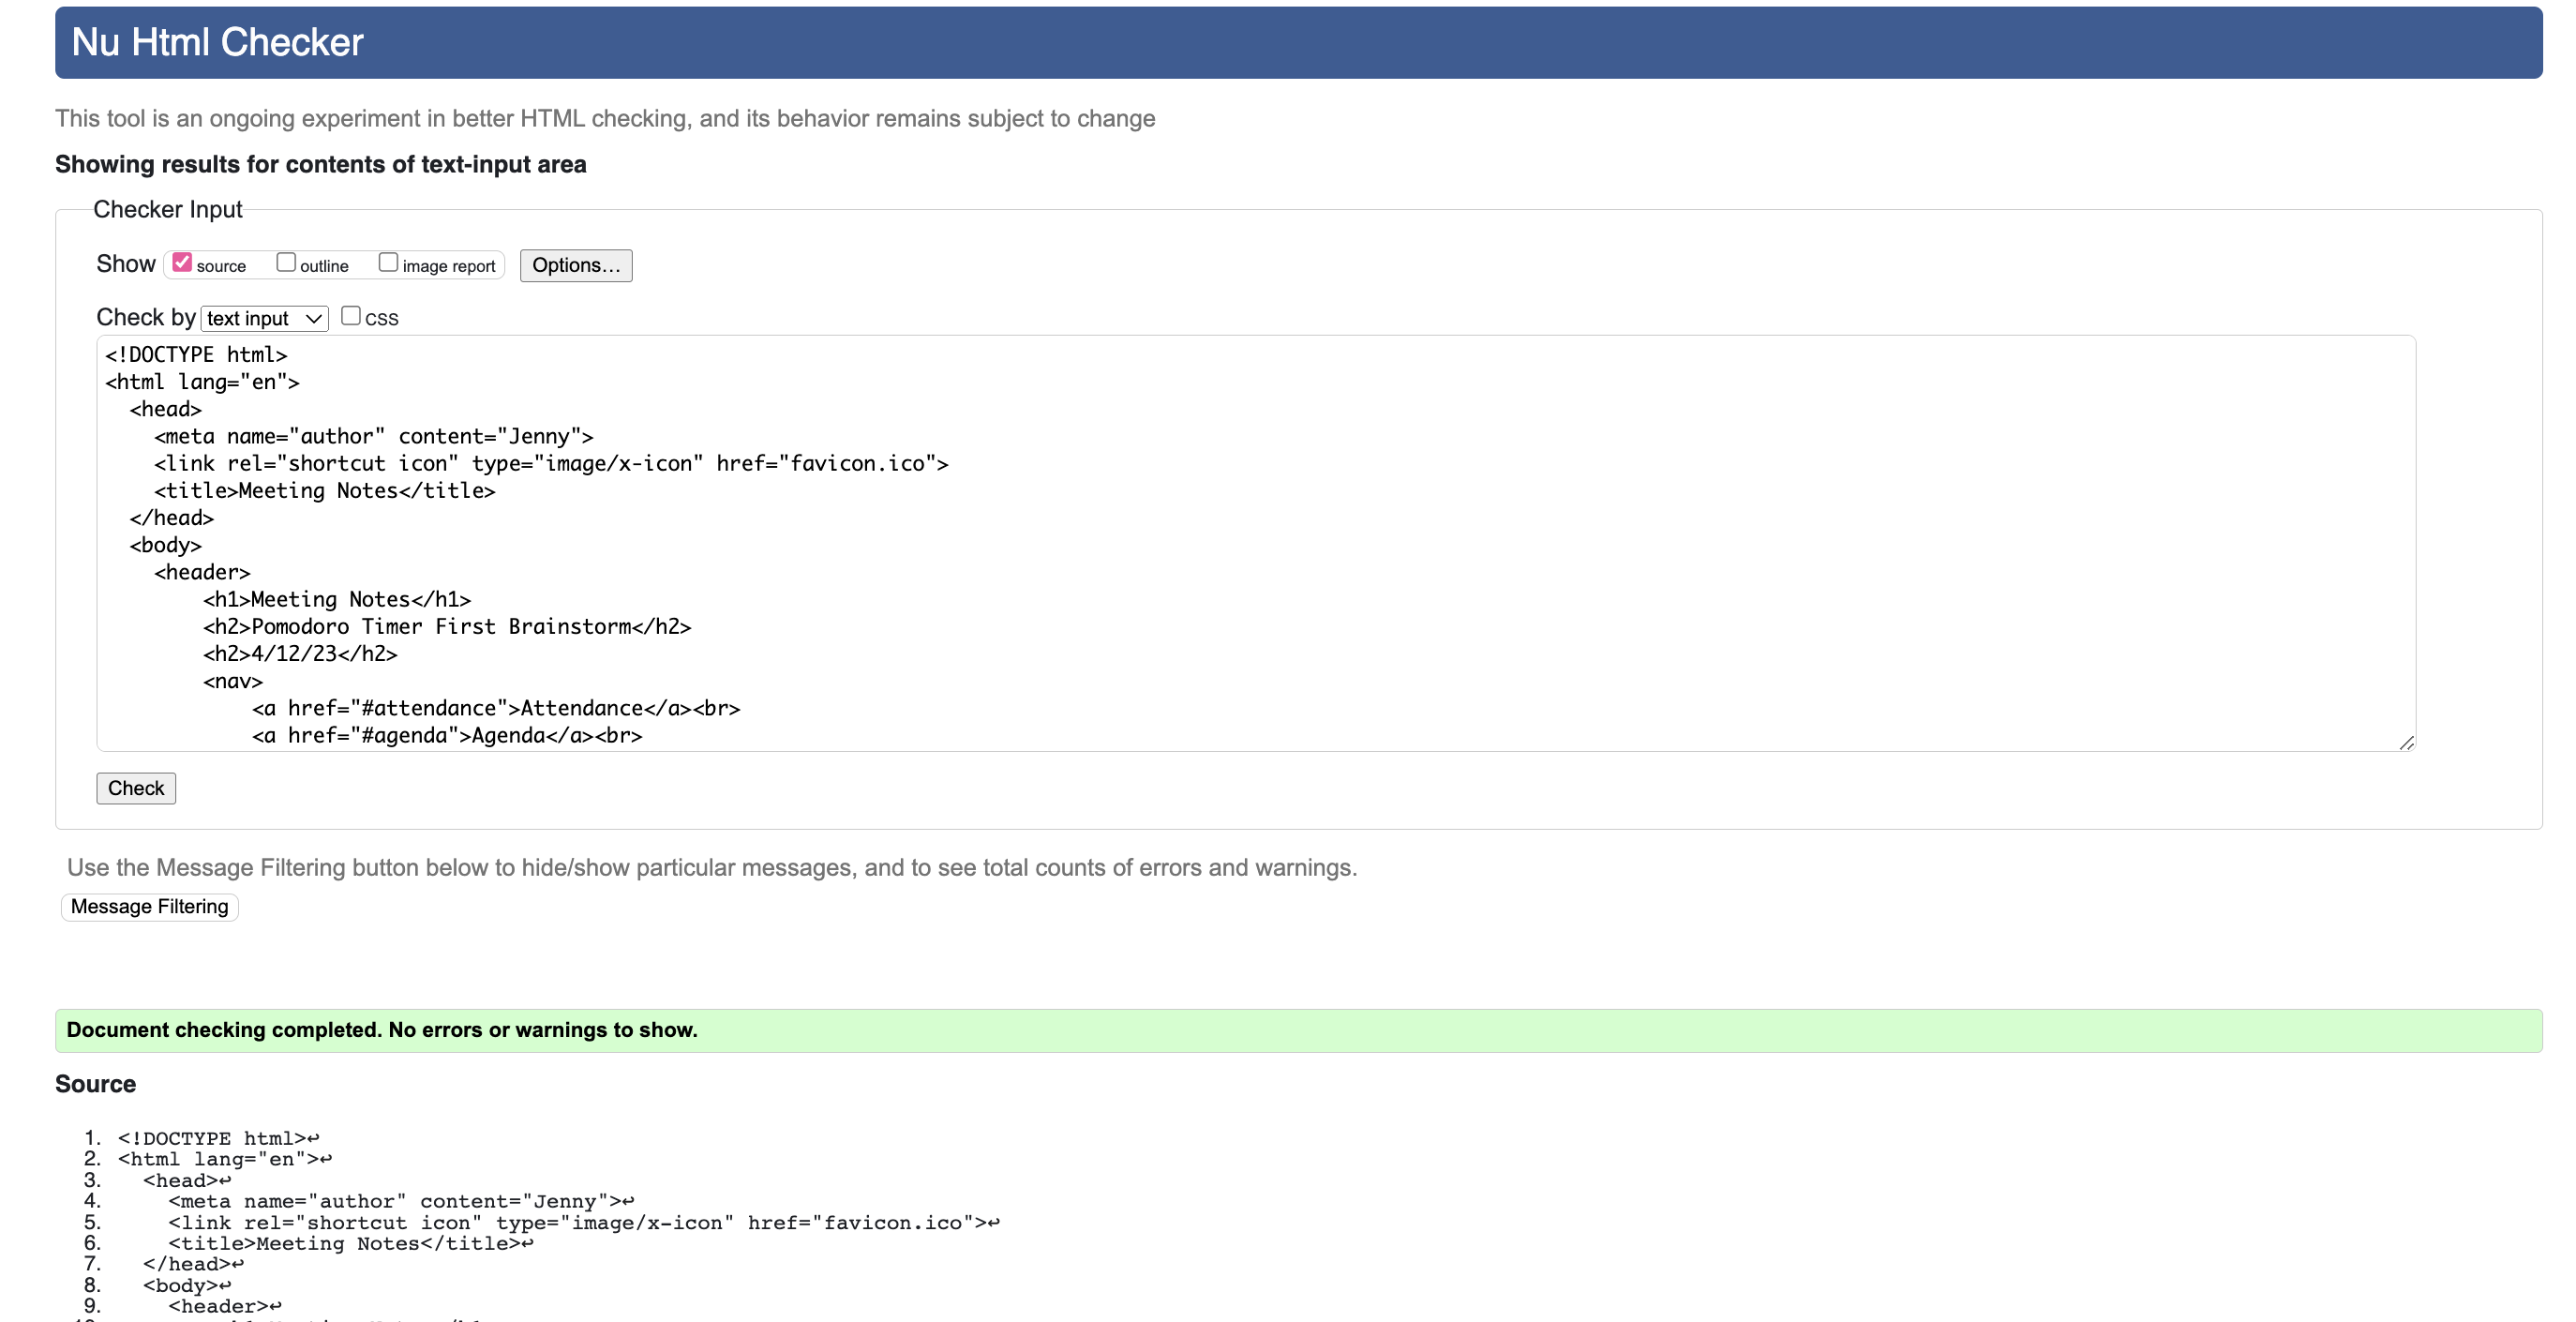 Nu Html Checker
This tool is an ongoing experiment in better HTML checking, and its behavior remains subject to change
Showing results for contents of text-input area
Checker Input
Show source outline image report Options...
Check by text input CSS
<!DOCTYPE html>
<html lang="en">
  <head>
    <meta name="author" content="Jenny">
    <link rel="shortcut icon" type="image/x-icon" href="favicon.ico">
    <title>Meeting Notes</title>
  </head>
  <body>
    <header>
        <h1>Meeting Notes</h1>
        <h2>Pomodoro Timer First Brainstorm</h2>
        <h2>4/12/23</h2>
        <nav>
            <a href="#attendance">Attendance</a><br>
            <a href="#agenda">Agenda</a><br>
Check
Use the Message Filtering button below to hide/show particular messages, and to see total counts of errors and warnings.
Message Filtering
Document checking completed. No errors or warnings to show.
Source
1. <!DOCTYPE html>↩
2. <html lang="en">↩
3.   <head>↩
4.     <meta name="author" content="Jenny">↩
5.     <link rel="shortcut icon" type="image/x-icon" href="favicon.ico">↩
6.     <title>Meeting Notes</title>↩
7.   </head>↩
8.   <body>↩
9.     <header>↩